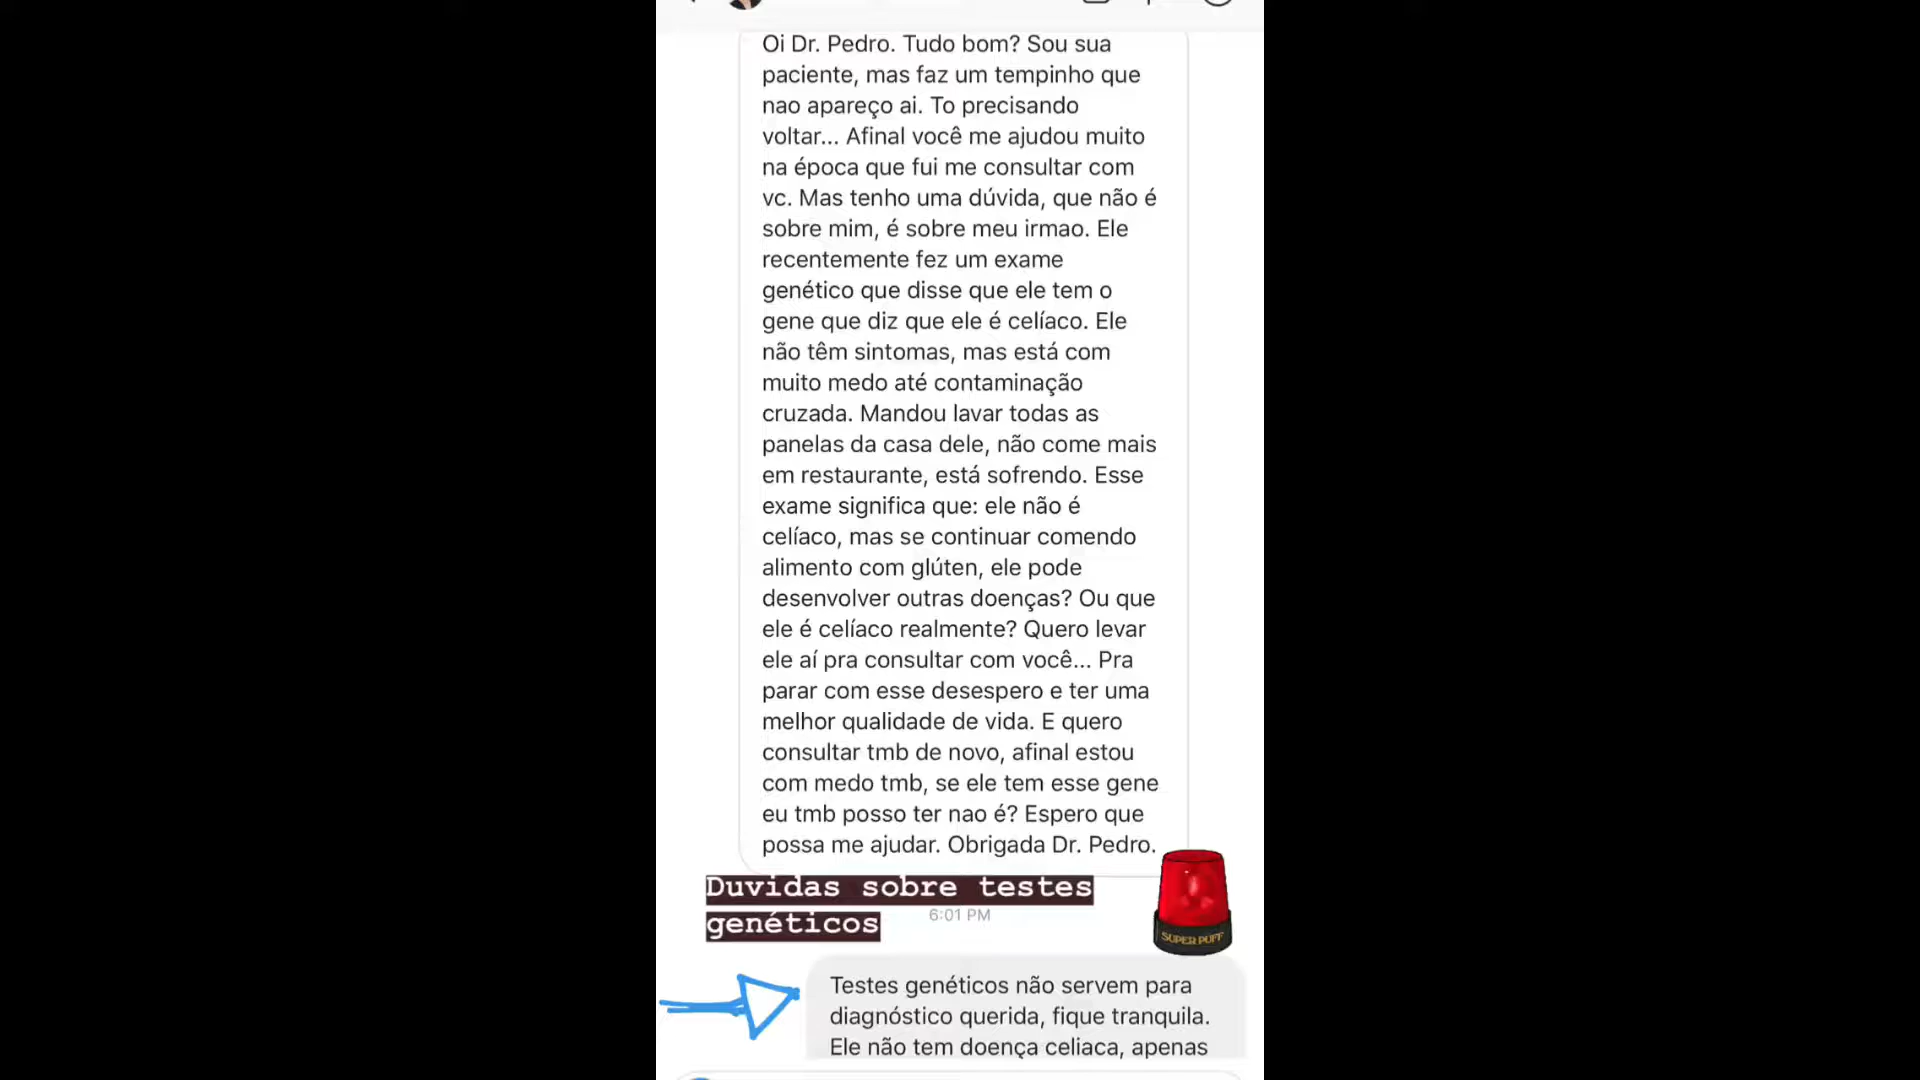 Oi Dr. Pedro. Tudo bom? Sou sua
paciente, mas faz um tempinho que
nao apareço ai. To precisando
voltar... Afinal você me ajudou muito
na época que fui me consultar com
vc. Mas tenho uma dúvida, que não é
sobre mim, é sobre meu irmao. Ele
recentemente fez um exame
genético que disse que ele tem o
gene que diz que ele é celíaco. Ele
não têm sintomas, mas está com
muito medo até contaminação
cruzada. Mandou lavar todas as
panelas da casa dele, não come mais
em restaurante, está sofrendo. Esse
exame significa que: ele não é
celíaco, mas se continuar comendo
alimento com glúten, ele pode
desenvolver outras doenças? Ou que
ele é celíaco realmente? Quero levar
ele aí pra consultar com você... Pra
parar com esse desespero e ter uma
melhor qualidade de vida. E quero
consultar tmb de novo, afinal estou
com medo tmb, se ele tem esse gene
eu tmb posso ter nao é? Espero que
possa me ajudar. Obrigada Dr. Pedro.
Duvidas sobre testes
genéticos
6:01 PM
SUPER PUFF
Testes genéticos não servem para
diagnóstico querida, fique tranquila.
Ele não tem doença celiaca, apenas